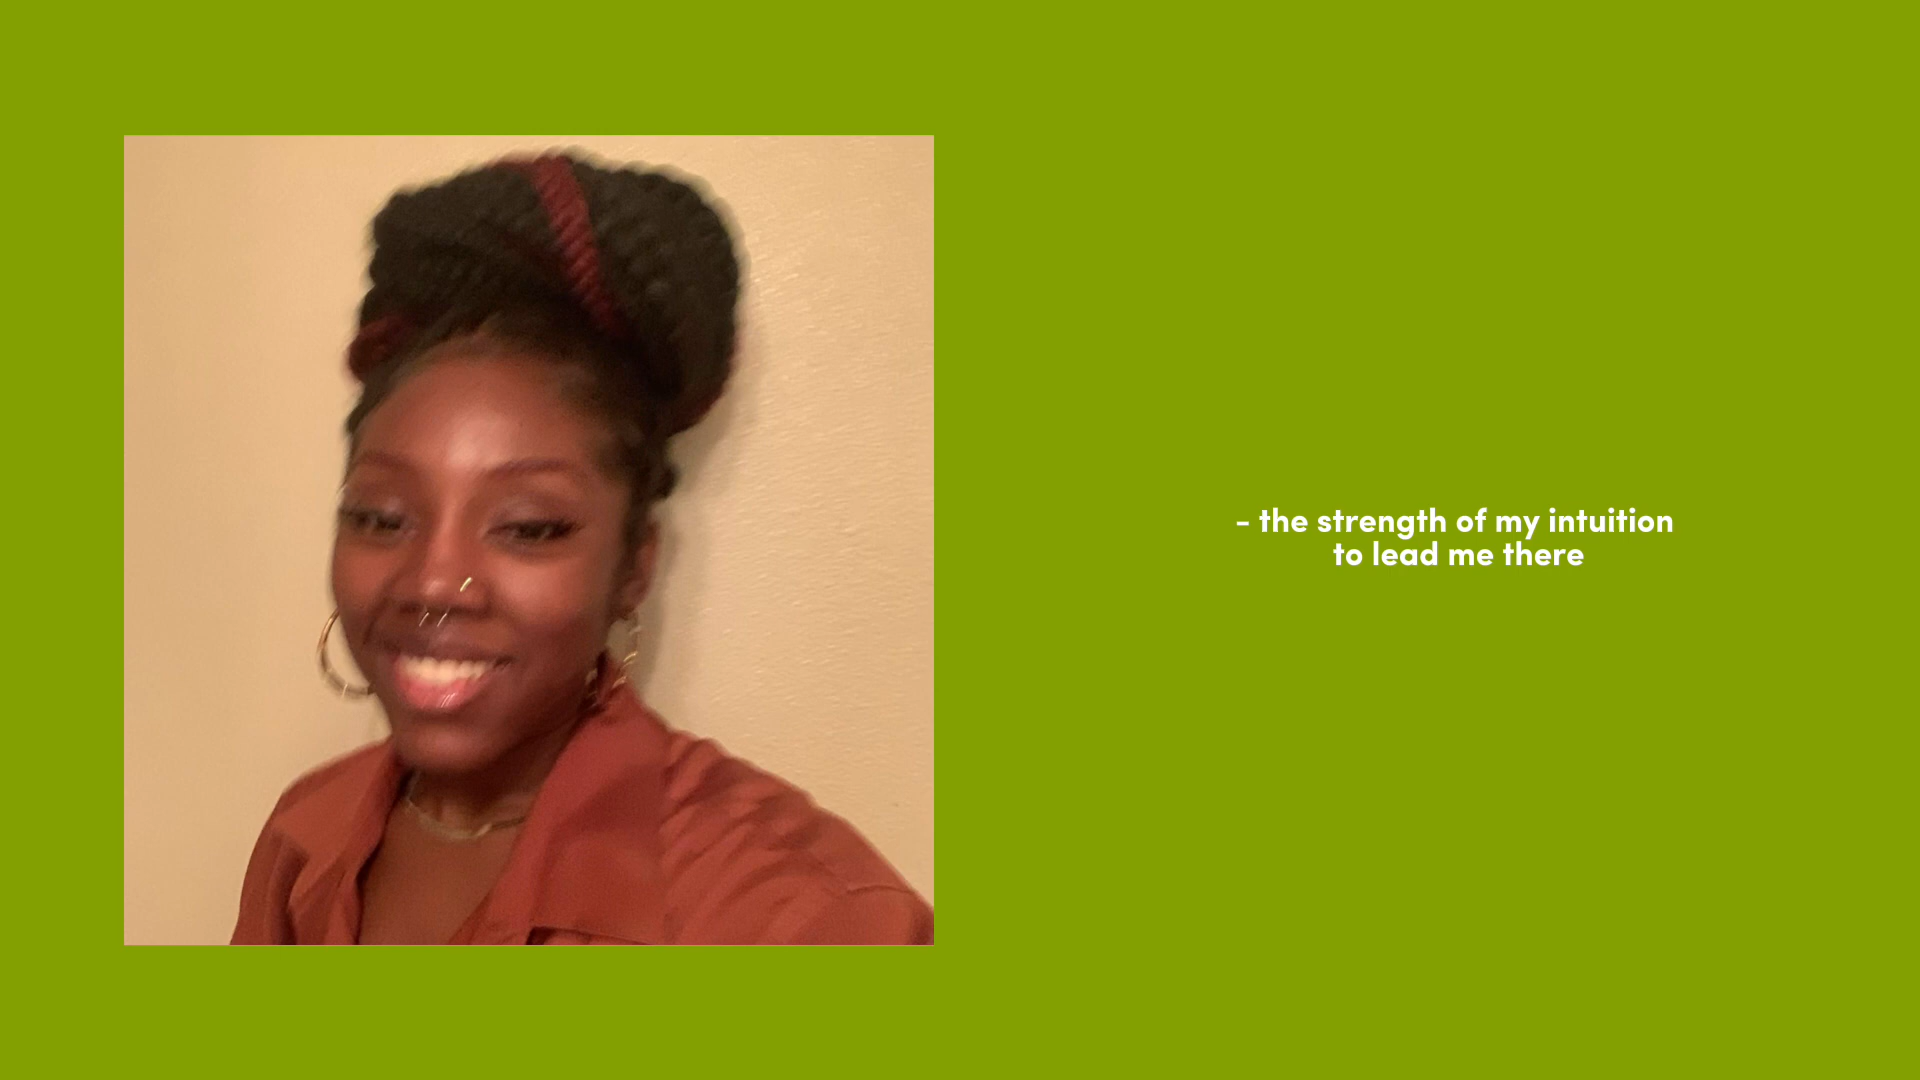 - the strength of my intuition
to lead me there